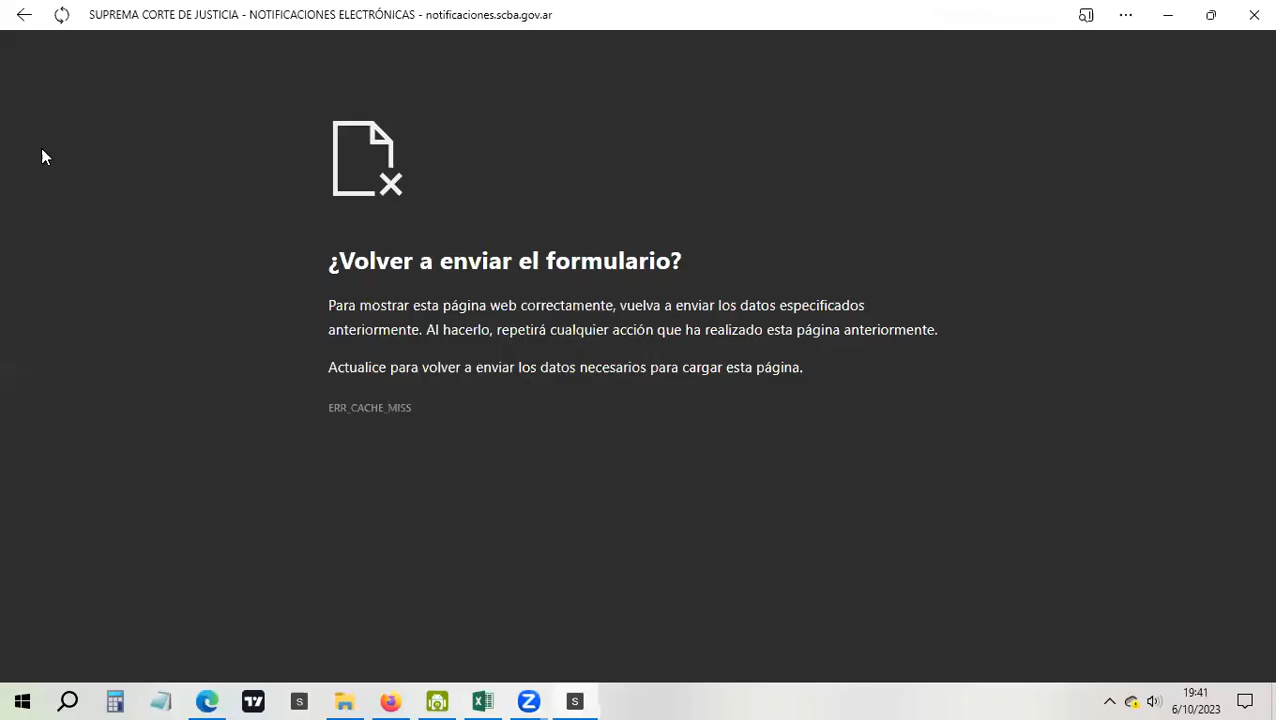 SUPREMA CORTE DE JUSTICIA - NOTIFICACIONES ELECTRÓNICAS - notificaciones.scba.gov.ar
¿Volver a enviar el formulario?
Para mostrar esta página web correctamente, vuelva a enviar los datos especificados
anteriormente. Al hacerlo, repetirá cualquier acción que ha realizado esta página anteriormente.
Actualice para volver a enviar los datos necesarios para cargar esta página.
ERR_CACHE_MISS
S
Z
S
19:41
6/10/2023